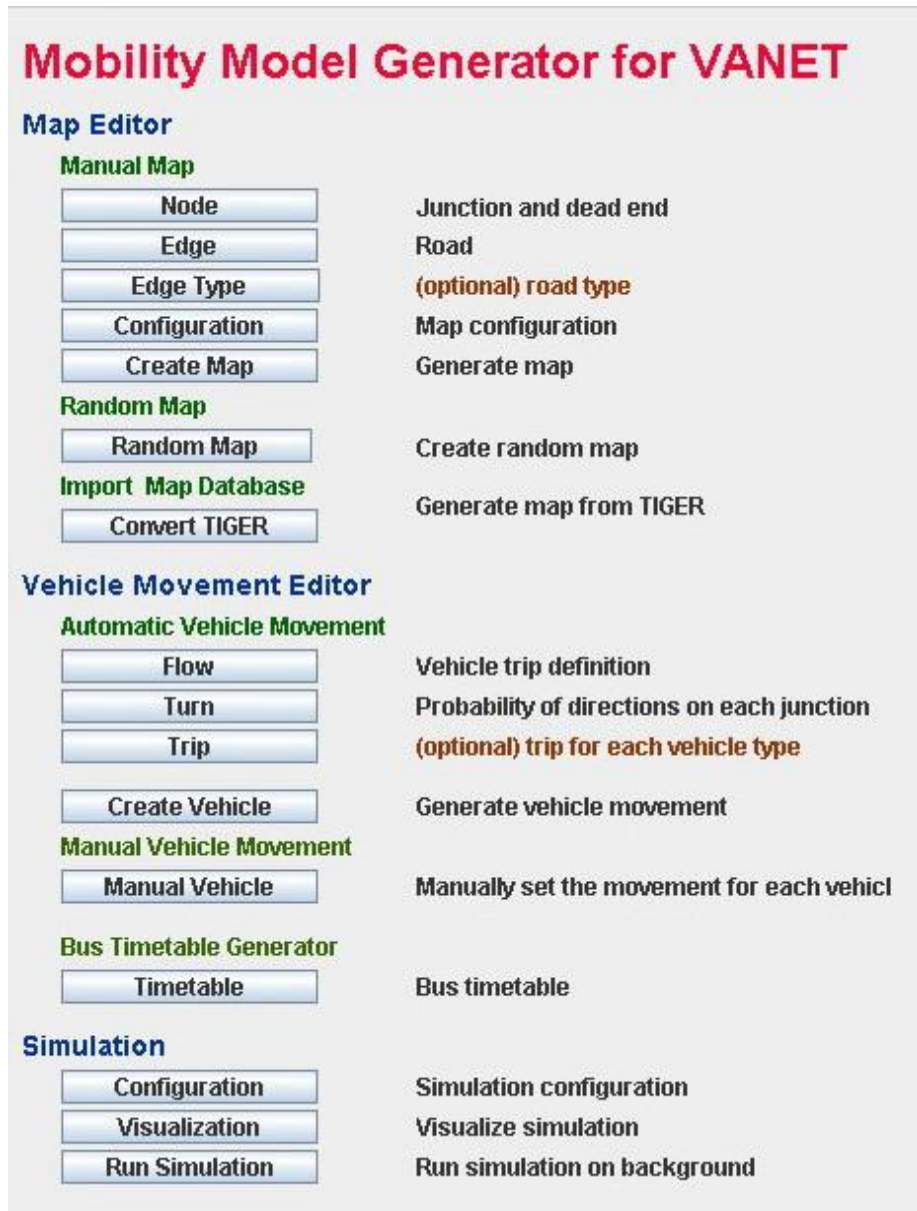 Mobility Model Generator for VANET
Map Editor
Manual Map
Node Junction and dead end
Edge Road
Edge Type (optional) road type
Configuration Map configuration
Create Map Generate map
Random Map
Random Map Create random map
Import Map Database
Generate map from TIGER
Convert TIGER
Vehicle Movement Editor
Automatic Vehicle Movement
Flow Vehicle trip definition
Turn Probability of directions on each junction
Trip (optional) trip for each vehicle type
Create Vehicle Generate vehicle movement
Manual Vehicle Movement
Manual Vehicle Manually set the movement for each vehicl
Bus Timetable Generator
Timetable Bus timetable
Simulation
Configuration Simulation configuration
Visualization Visualize simulation
Run Simulation Run simulation on background